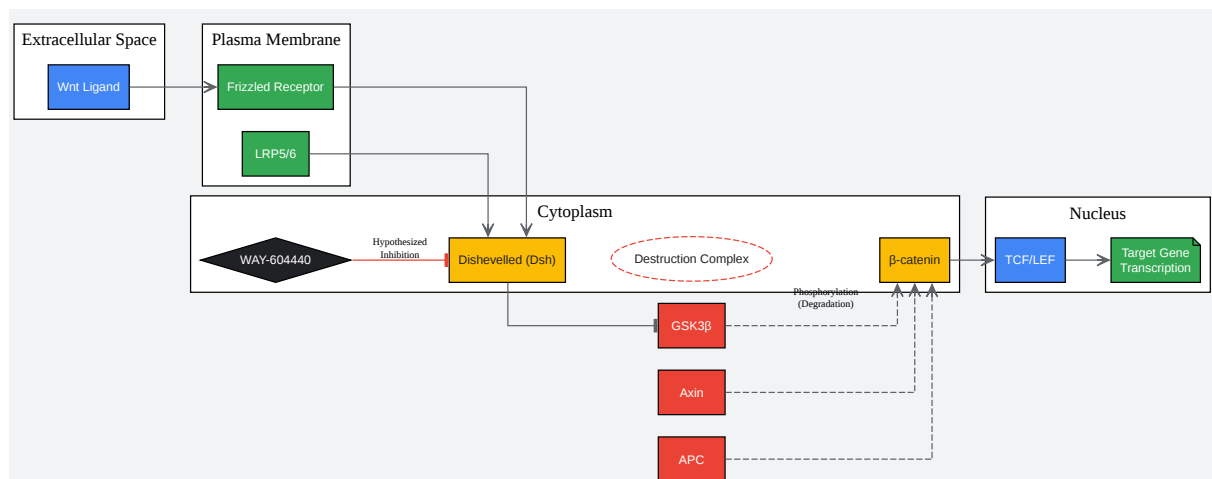 Extracellular Space
Wnt Ligand
Plasma Membrane
Frizzled Receptor
LRP5/6
Cytoplasm
WAY-604440
Hypothesized
Inhibition
Dishevelled (Dsh)
Destruction Complex
β-catenin
Nucleus
TCF/LEF
Target Gene
Transcription
Phosphorylation
(Degradation)
GSK3β
Axin
APC